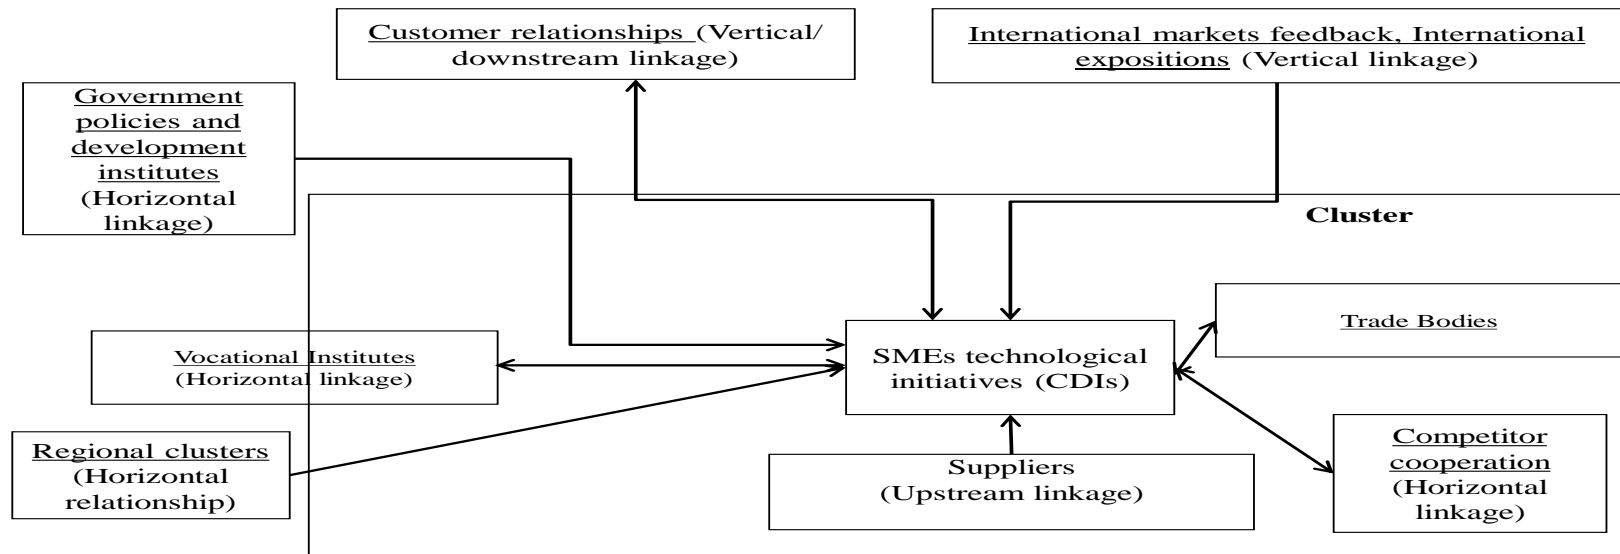 Customer relationships (Vertical/
downstream linkage)
International markets feedback, International
expositions (Vertical linkage)
Government
policies and
development
institutes
(Horizontal
linkage)
Cluster
Trade Bodies
SMEs technological
initiatives (CDIs)
Vocational Institutes
(Horizontal linkage)
Regional clusters
(Horizontal
relationship)
Suppliers
(Upstream linkage)
Competitor
cooperation
(Horizontal
linkage)